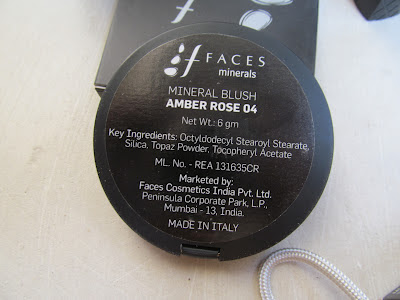 FACES
minerals
MINERAL BLUSH
AMBER ROSE 04
Net Wt.: 6 gm
Key Ingredients: Octyldodecyl Stearoyl Stearate,
Silica, Topaz Powder, Tocopheryl Acetate
ML. No. - REA 131635CR
Marketed by:
Faces Cosmetics India Pvt. Ltd.
Peninsula Corporate Park, L.P.
Mumbai - 13, India.
MADE IN ITALY